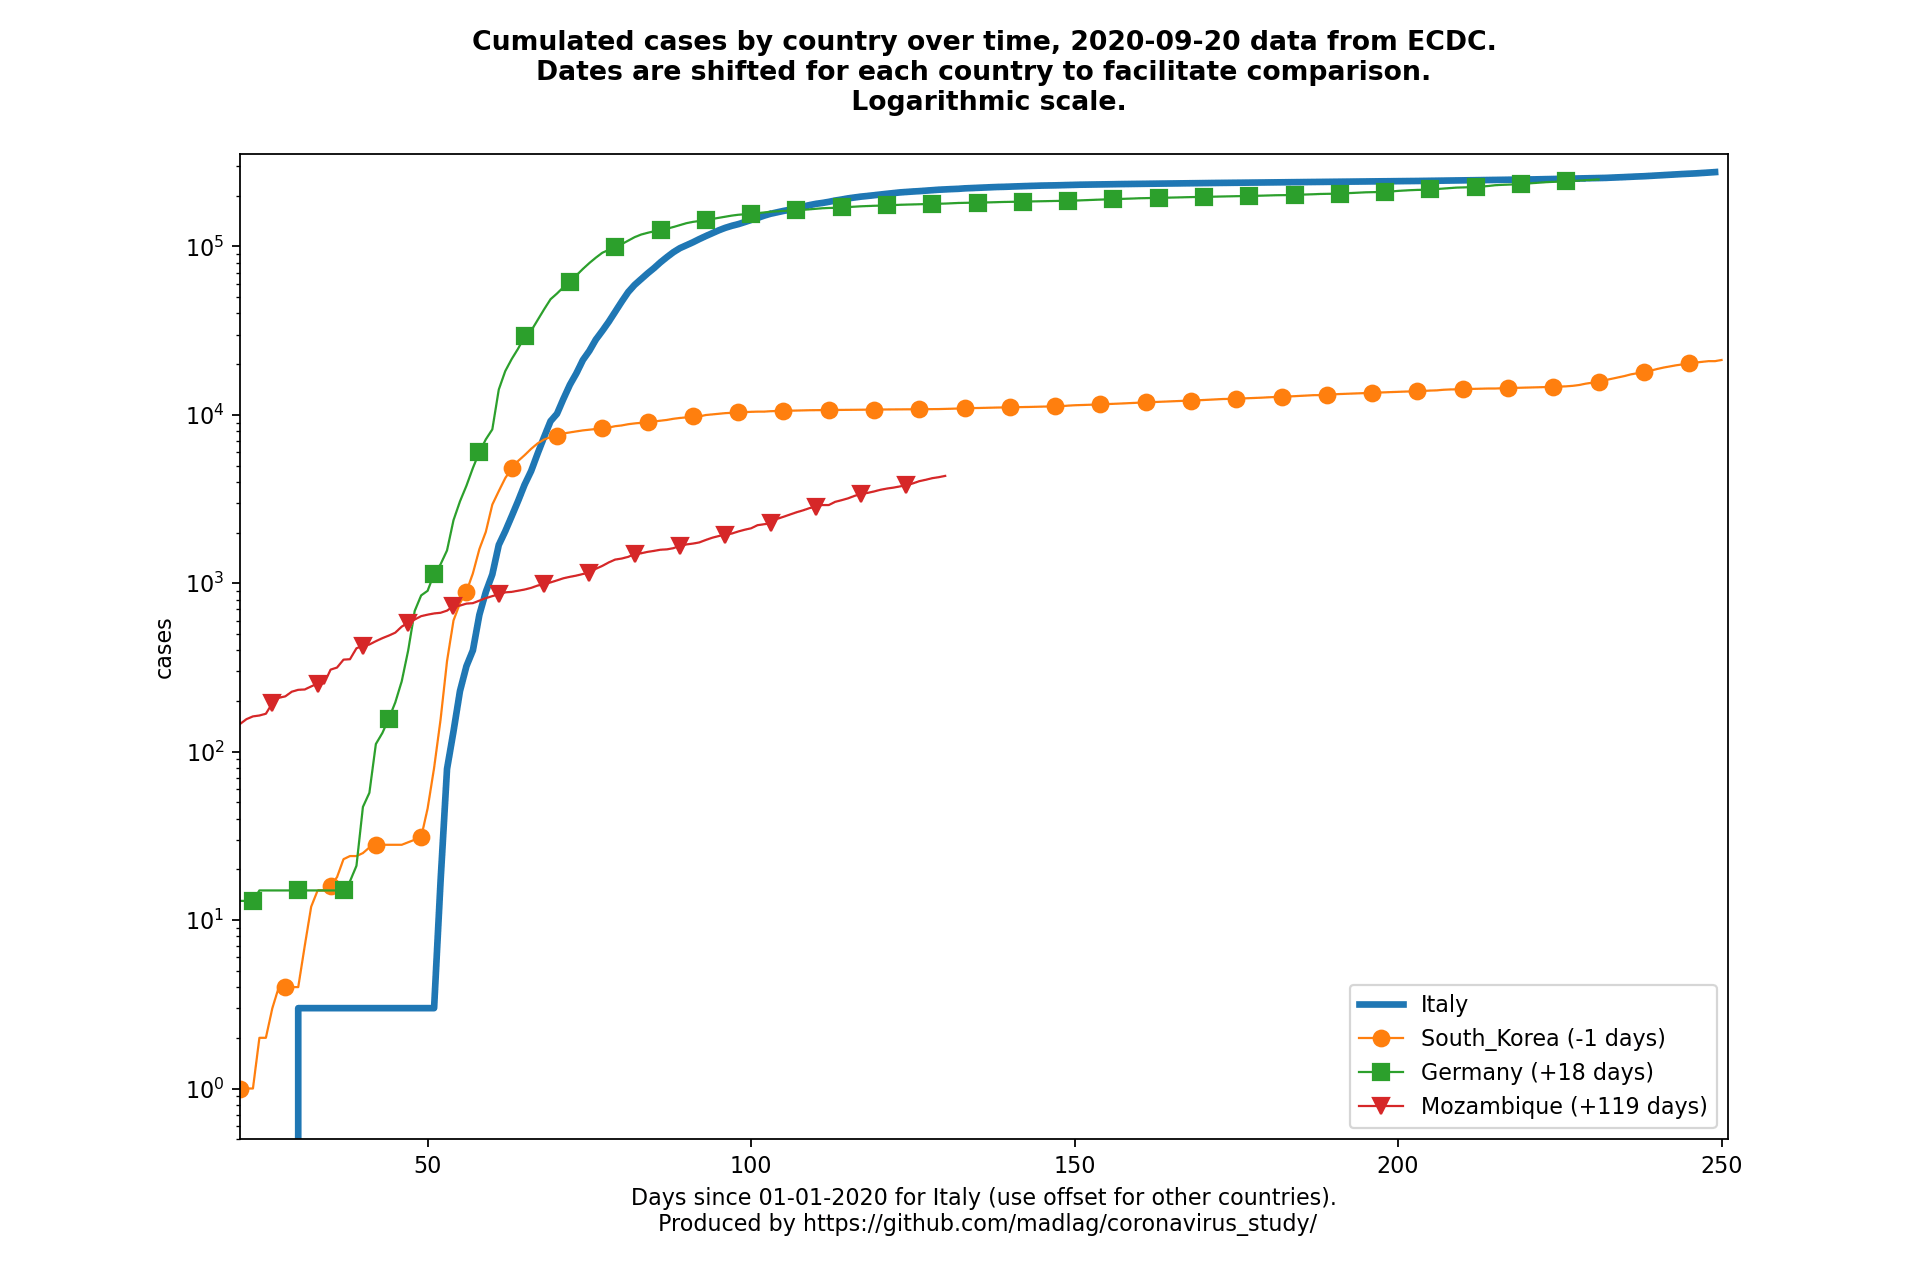 Cumulated cases by country over time, 2020-09-20 data from ECDC.
Dates are shifted for each country to facilitate comparison.
Logarithmic scale.
cases
10^5
10^4
10^3
10^2
10^1
10^0
50
100
150
200
250
Italy
South_Korea (-1 days)
Germany (+18 days)
Mozambique (+119 days)
Days since 01-01-2020 for Italy (use offset for other countries).
Produced by https://github.com/madlag/coronavirus_study/